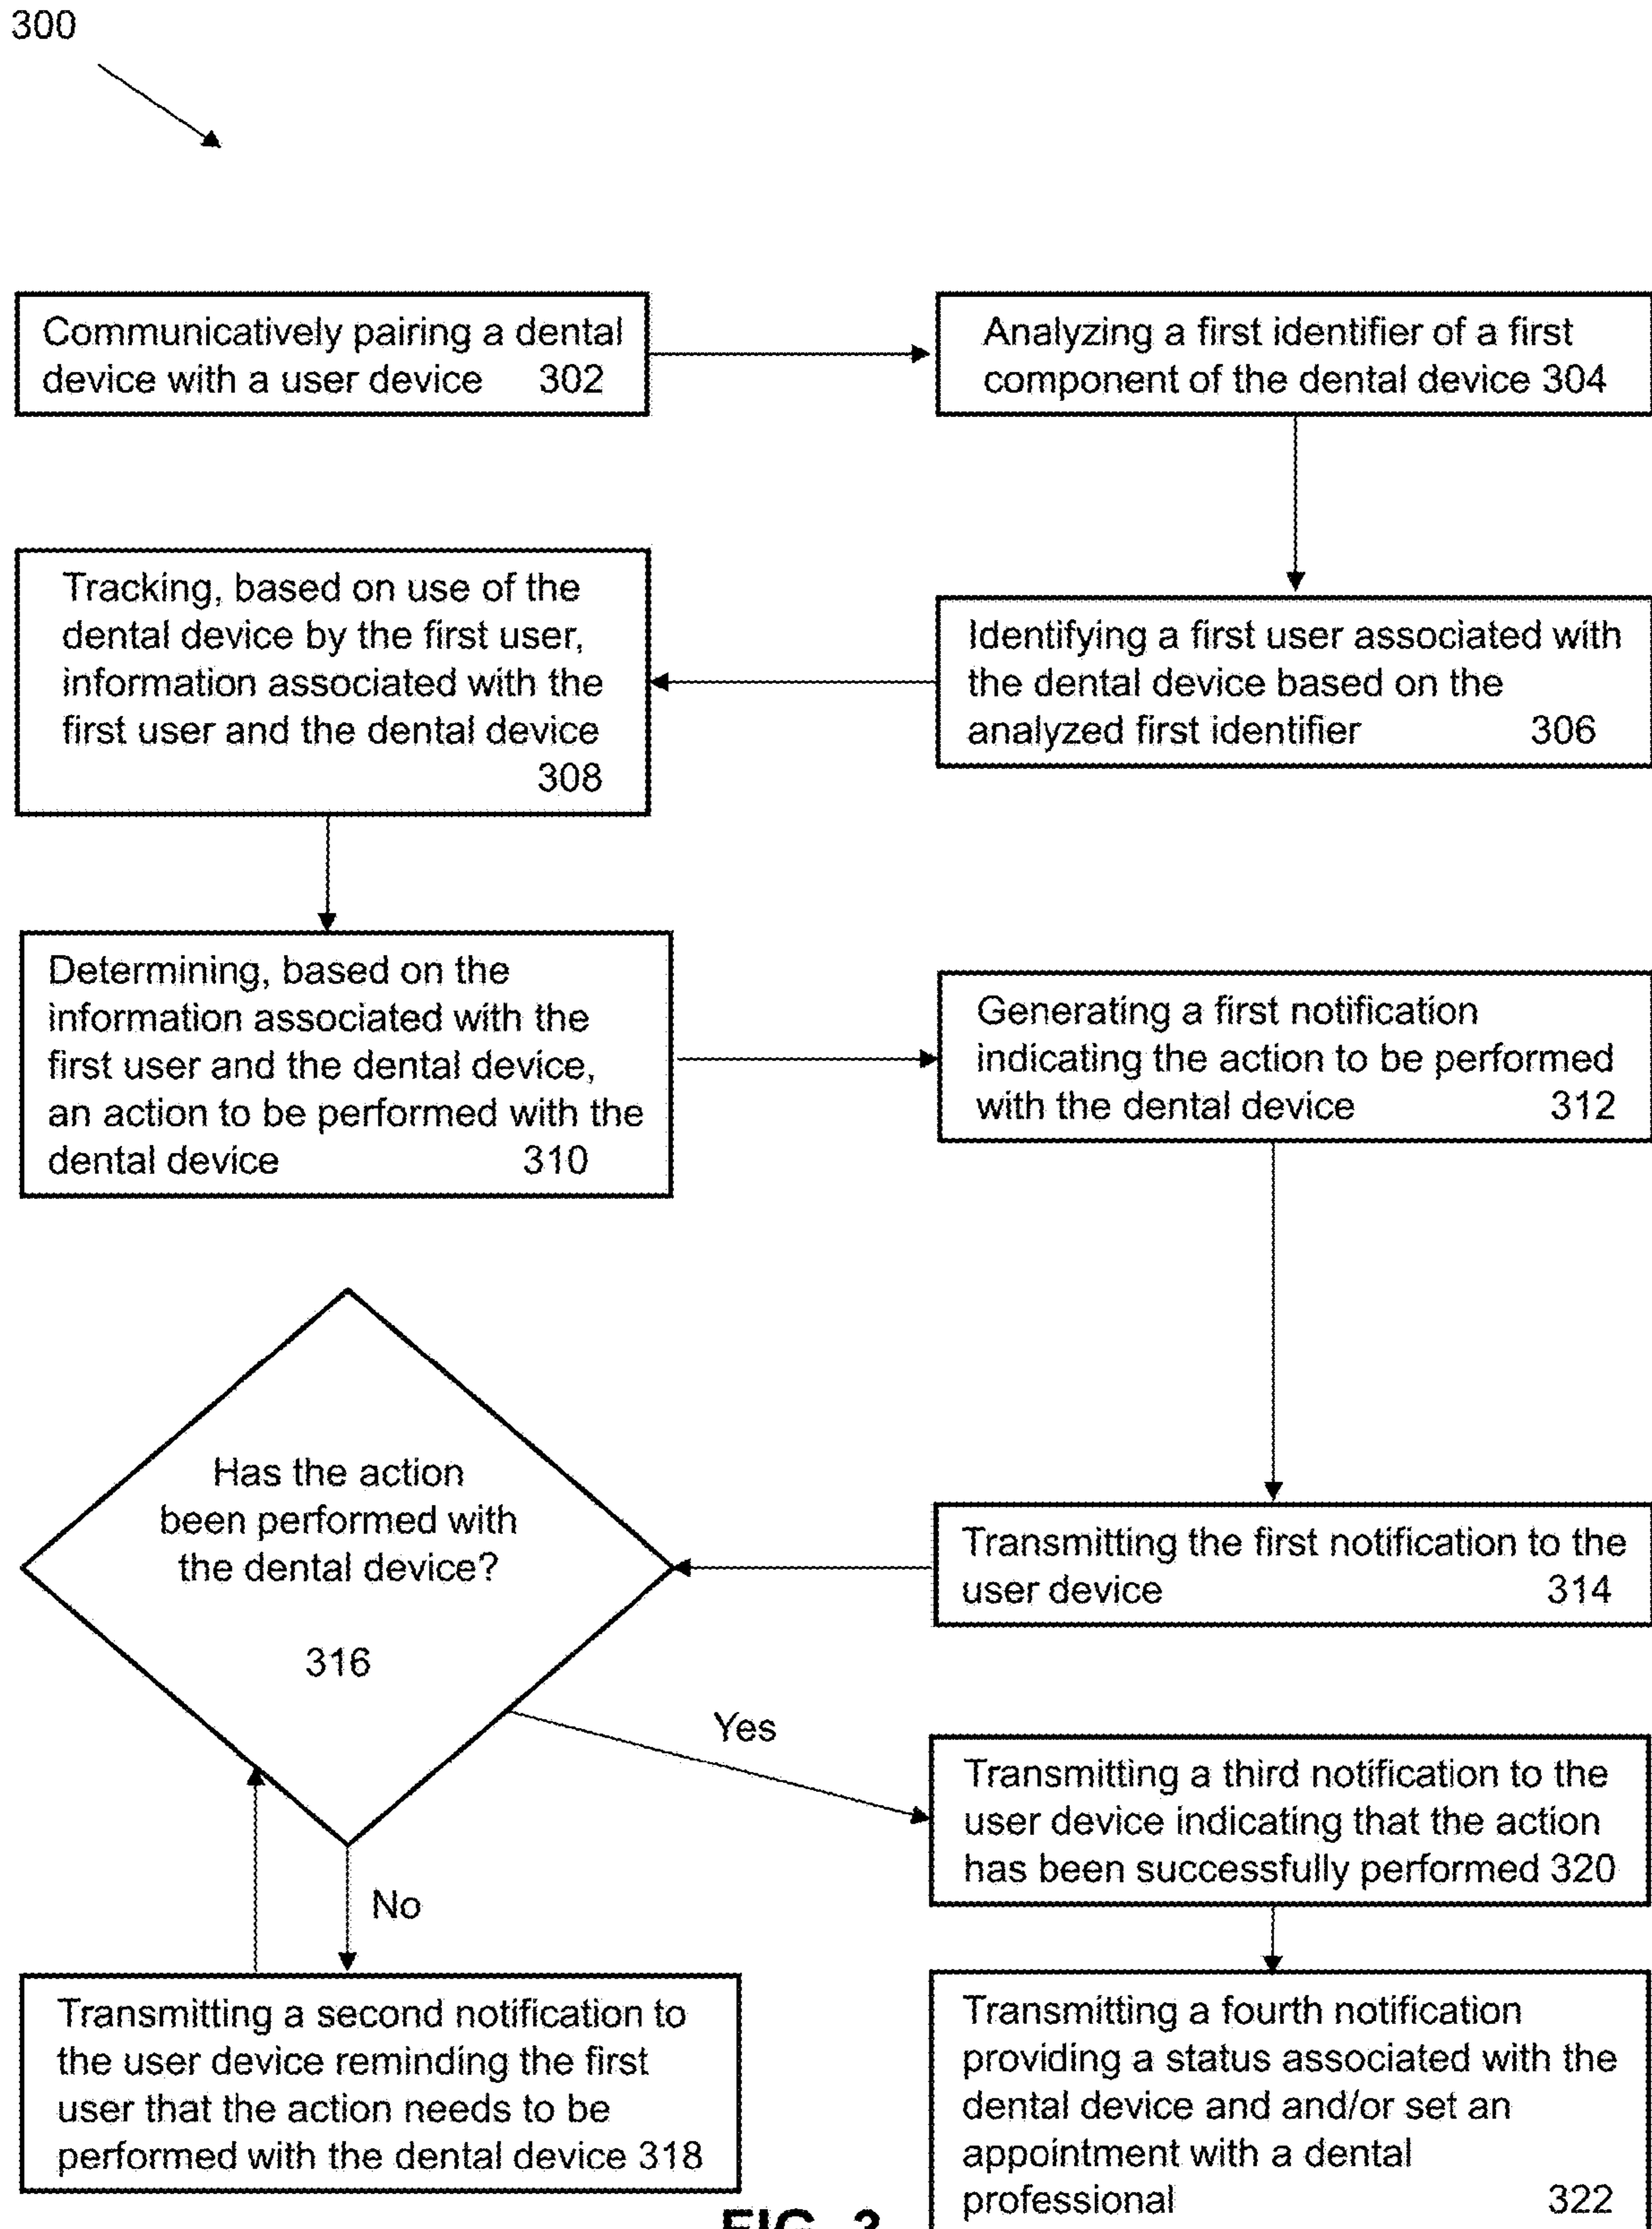 300
Communicatively pairing a dental
device with a user device 302
Analyzing a first identifier of a first
component of the dental device 304
Identifying a first user associated with
the dental device based on the
analyzed first identifier 306
Tracking, based on use of the
dental device by the first user,
information associated with the
first user and the dental device
308
Determining, based on the
information associated with the
first user and the dental device,
an action to be performed with the
dental device 310
Generating a first notification
indicating the action to be performed
with the dental device 312
Transmitting the first notification to the
user device 314
Has the action
been performed with
the dental device?
316
Yes
No
Transmitting a second notification to
the user device reminding the first
user that the action needs to be
performed with the dental device 318
Transmitting a third notification to the
user device indicating that the action
has been successfully performed 320
Transmitting a fourth notification
providing a status associated with the
dental device and and/or set an
appointment with a dental
professional 322
FIG. 3